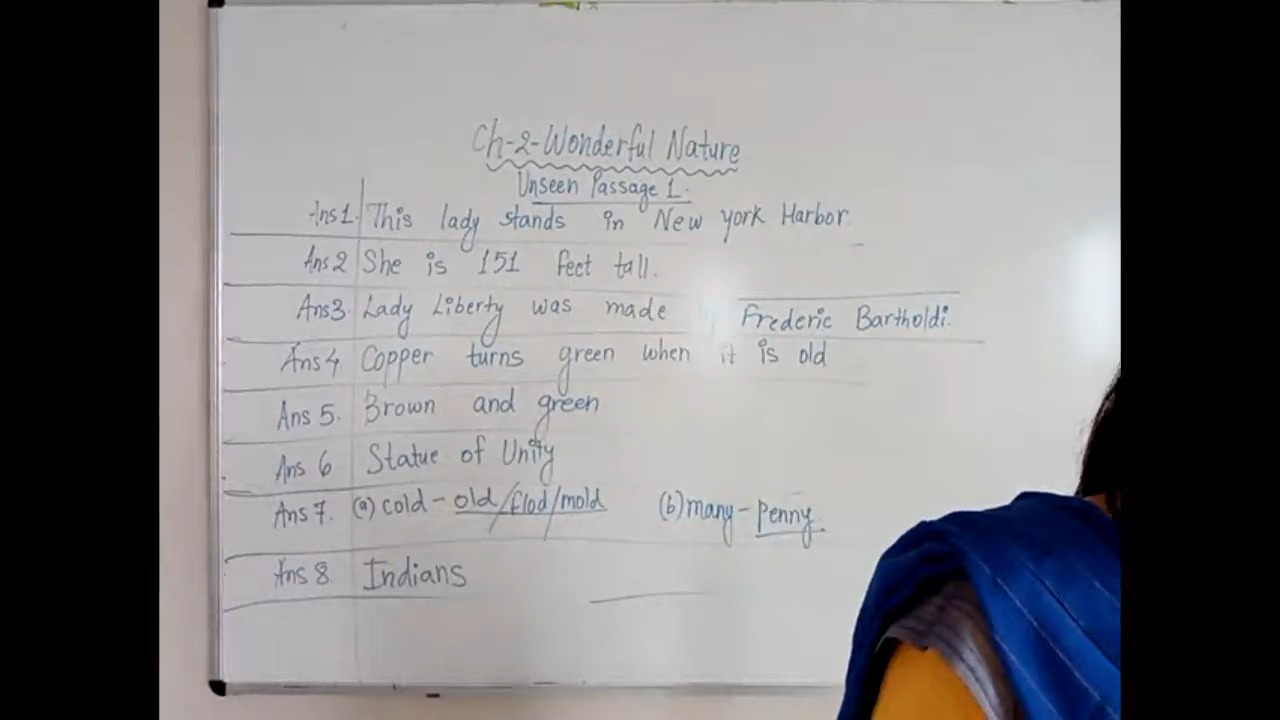 Ch-2-Wonderful Nature
Unseen Passage 1.
Ans1. This lady stands in New york Harbor.
Ans2 She is 151 feet tall.
Ans3. Lady Liberty was made Frederic Bartholdi.
Ans4 Copper turns green when it is old
Ans 5. Brown and green
Ans 6 Statue of Unity
Ans 7. (a) cold - old/flod/mold (b) many - penny.
Ans 8 Indians